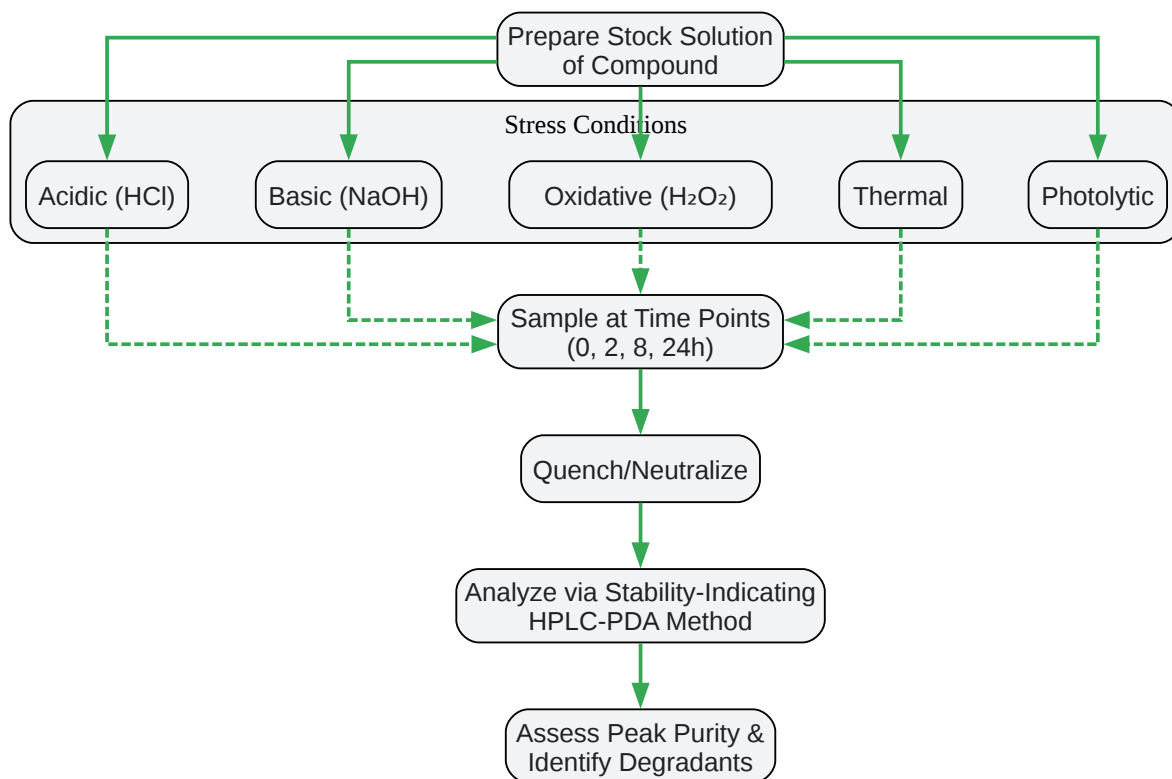 Prepare Stock Solution
of Compound
Stress Conditions
Acidic (HCl)
Basic (NaOH)
Oxidative (H₂O₂)
Thermal
Photolytic
Sample at Time Points
(0, 2, 8, 24h)
Quench/Neutralize
Analyze via Stability-Indicating
HPLC-PDA Method
Assess Peak Purity &
Identify Degradants